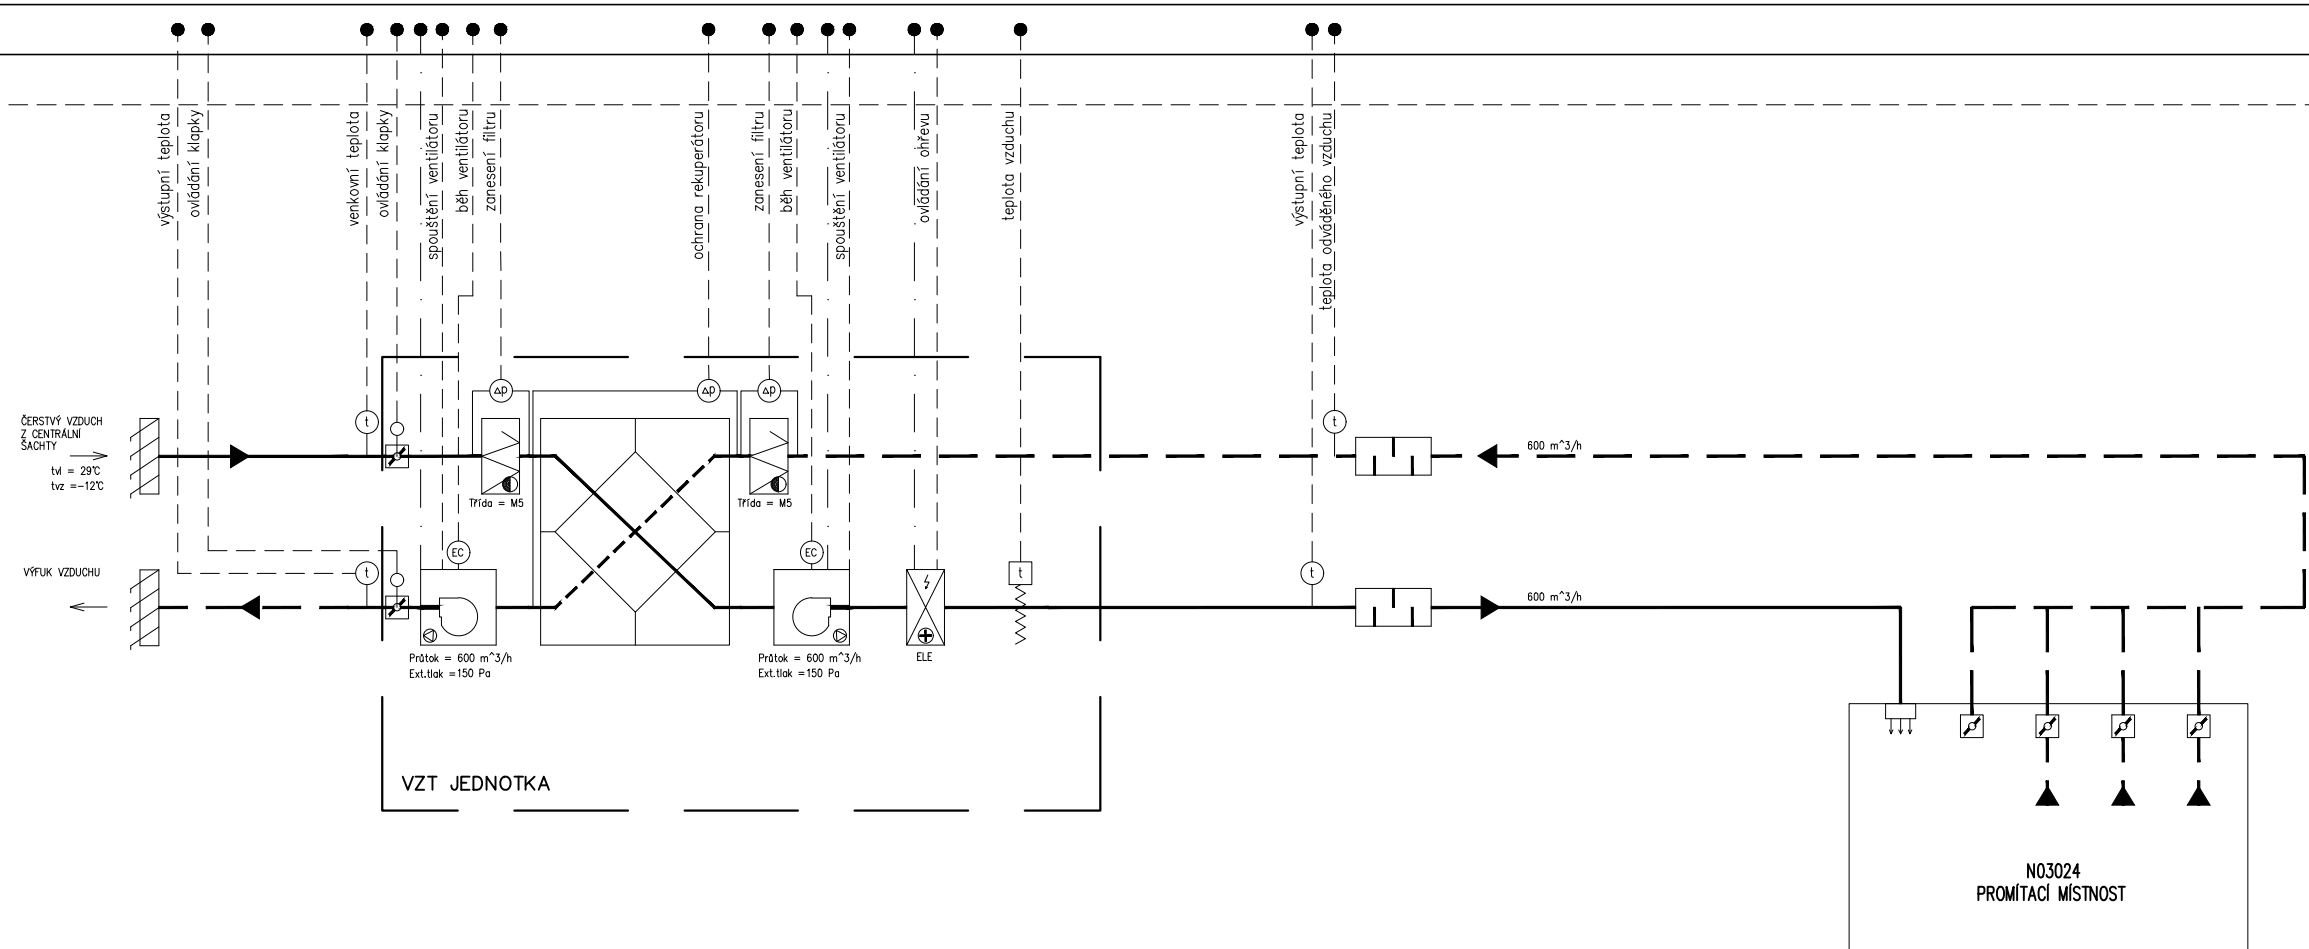 výstupní teplota
ovládání klapky
venkovní teplota
ovládání klapky
spouštění ventilátoru
běh ventilátoru
zanesení filtru
ochrana rekuperátoru
zanesení filtru
běh ventilátoru
spouštění ventilátoru
ovládání ohřevu
teplota vzduchu
výstupní teplota
teplota odváděného vzduchu
Δp
Δp
Δp
t
t
ČERSTVÝ VZDUCH
Z CENTRÁLNÍ
ŠACHTY
tvl = 29°C
tvz =-12°C
600 m^3/h
Třída = M5
Třída = M5
EC
EC
VÝFUK VZDUCHU
t
t
t
600 m^3/h
Průtok = 600 m^3/h
Ext.tlak =150 Pa
Průtok = 600 m^3/h
Ext.tlak =150 Pa
ELE
VZT JEDNOTKA
N03024
PROMÍTACÍ MÍSTNOST